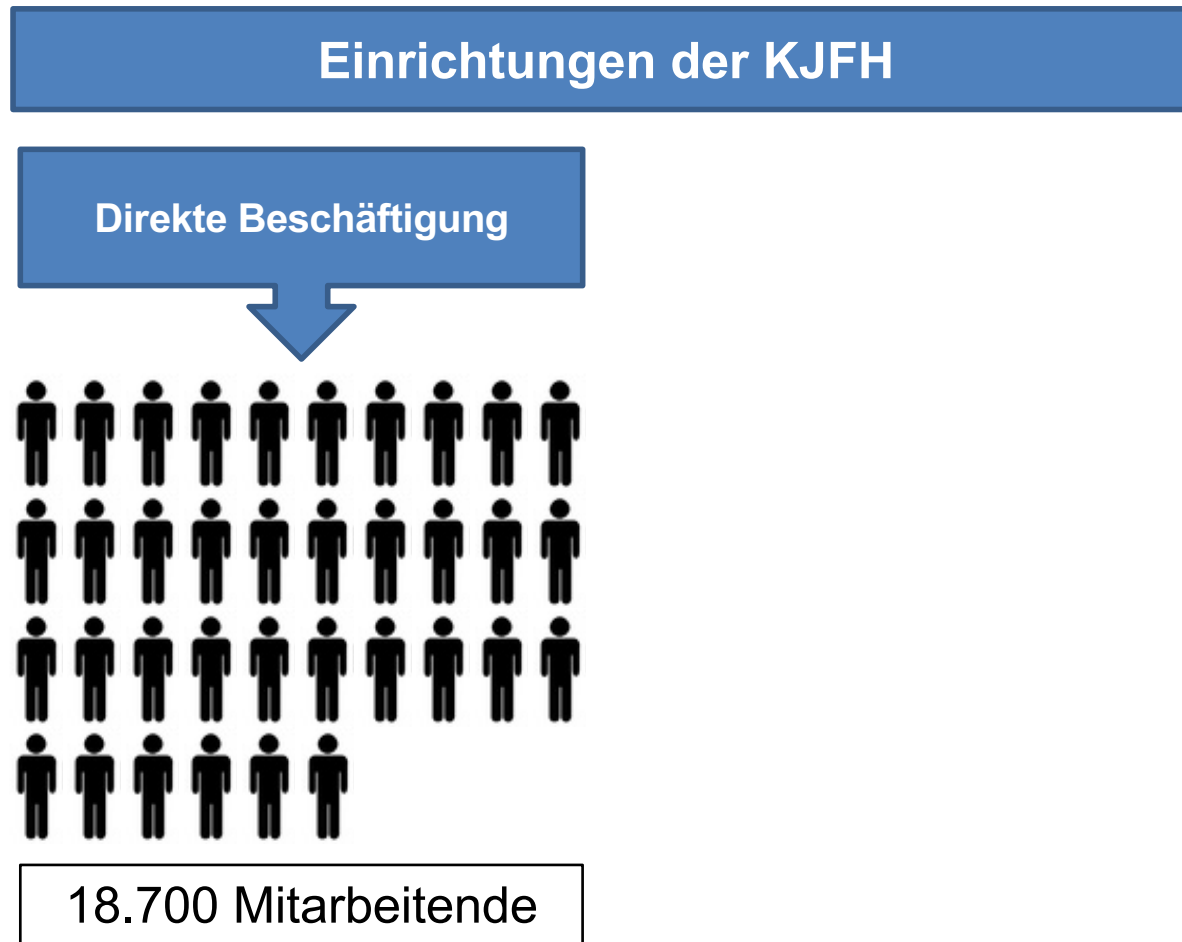 Einrichtungen der KJFH
Direkte Beschäftigung
18.700 Mitarbeitende